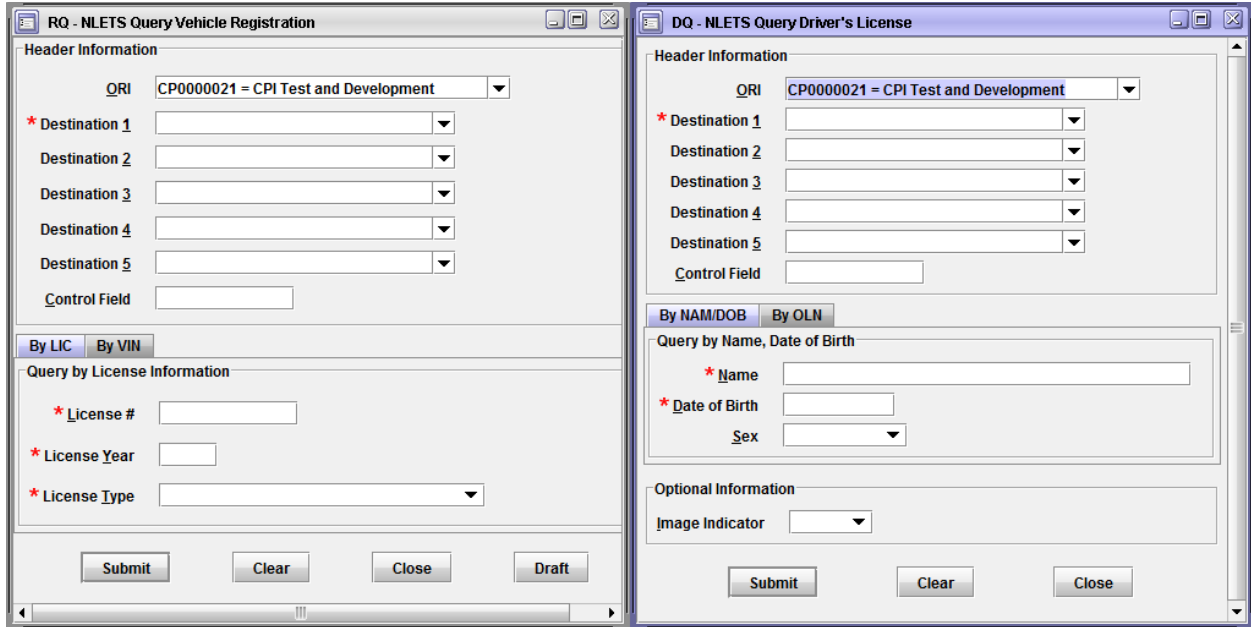 RQ - NLETS Query Vehicle Registration
Header Information
ORI CP0000021 = CPI Test and Development
* Destination 1
Destination 2
Destination 3
Destination 4
Destination 5
Control Field
By LIC By VIN
Query by License Information
* License #
* License Year
* License Type
Submit Clear Close Draft
DQ - NLETS Query Driver's License
Header Information
ORI CP0000021 = CPI Test and Development
* Destination 1
Destination 2
Destination 3
Destination 4
Destination 5
Control Field
By NAM/DOB By OLN
Query by Name, Date of Birth
* Name
* Date of Birth
Sex
Optional Information
Image Indicator
Submit Clear Close